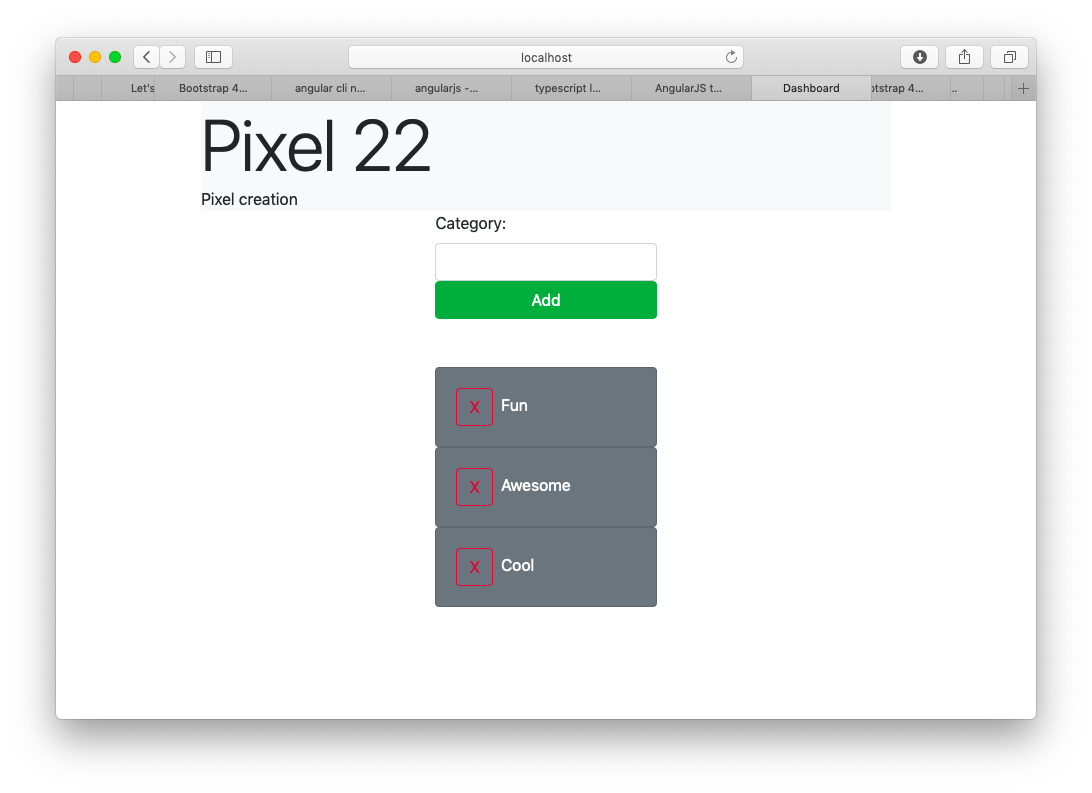 localhost
Let's Bootstrap 4... angular cli n... angularjs -... typescript l... AngularJS t... Dashboard otstrap 4... ..
Pixel 22
Pixel creation
Category:
Add
X Fun
X Awesome
X Cool